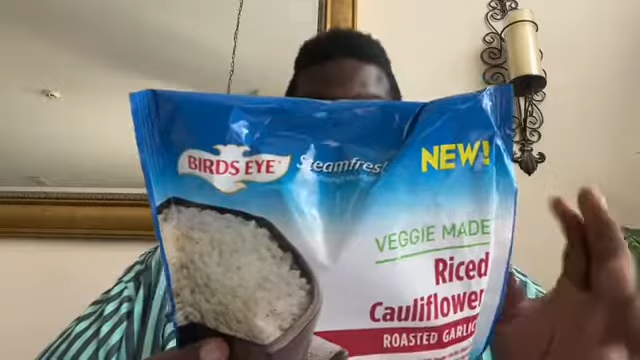 BIRDS EYE
Steamfresh
NEW!
VEGGIE MADE
Riced
Cauliflower
ROASTED GARLIC